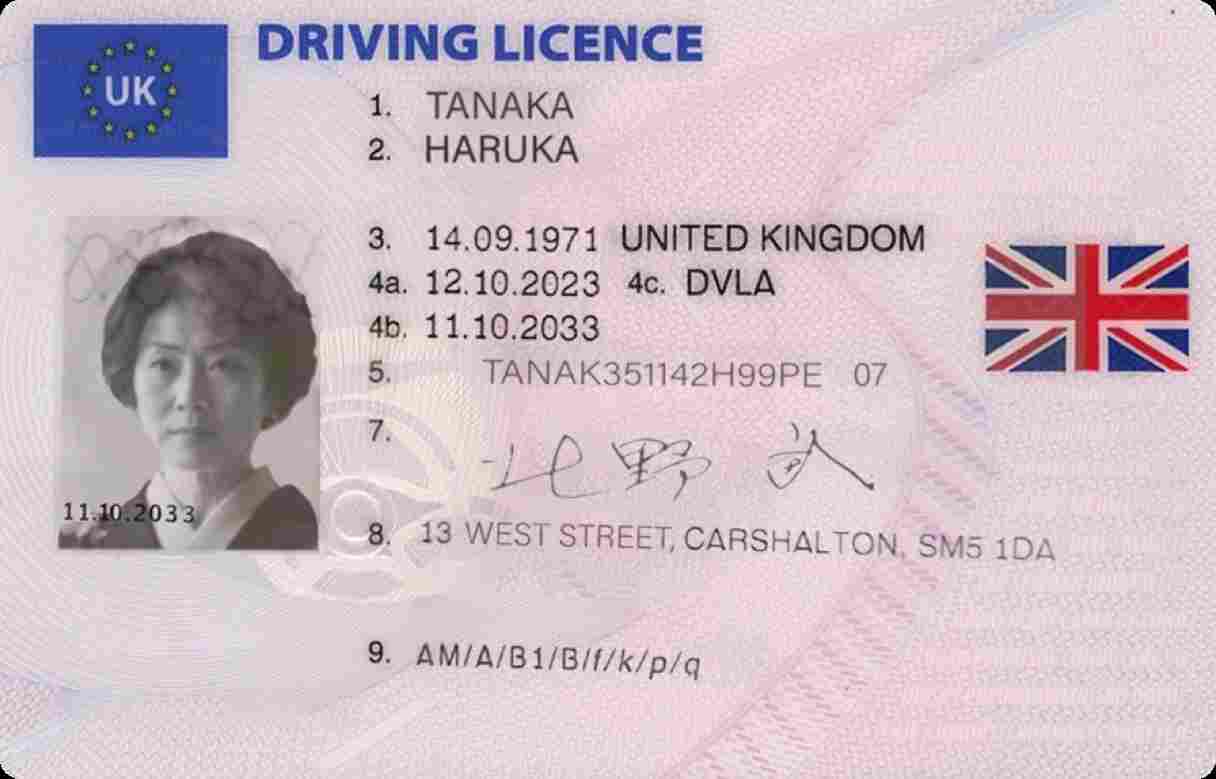 UK
DRIVING LICENCE
1. TANAKA
2. HARUKA
3. 14.09.1971 UNITED KINGDOM
4a. 12.10.2023 4c. DVLA
4b. 11.10.2033
5. TANAK351142H99PE 07
7. 北野 武
11.10.2033
8. 13 WEST STREET, CARSHALTON, SM5 1DA
9. AM/A/B1/B/f/k/p/q